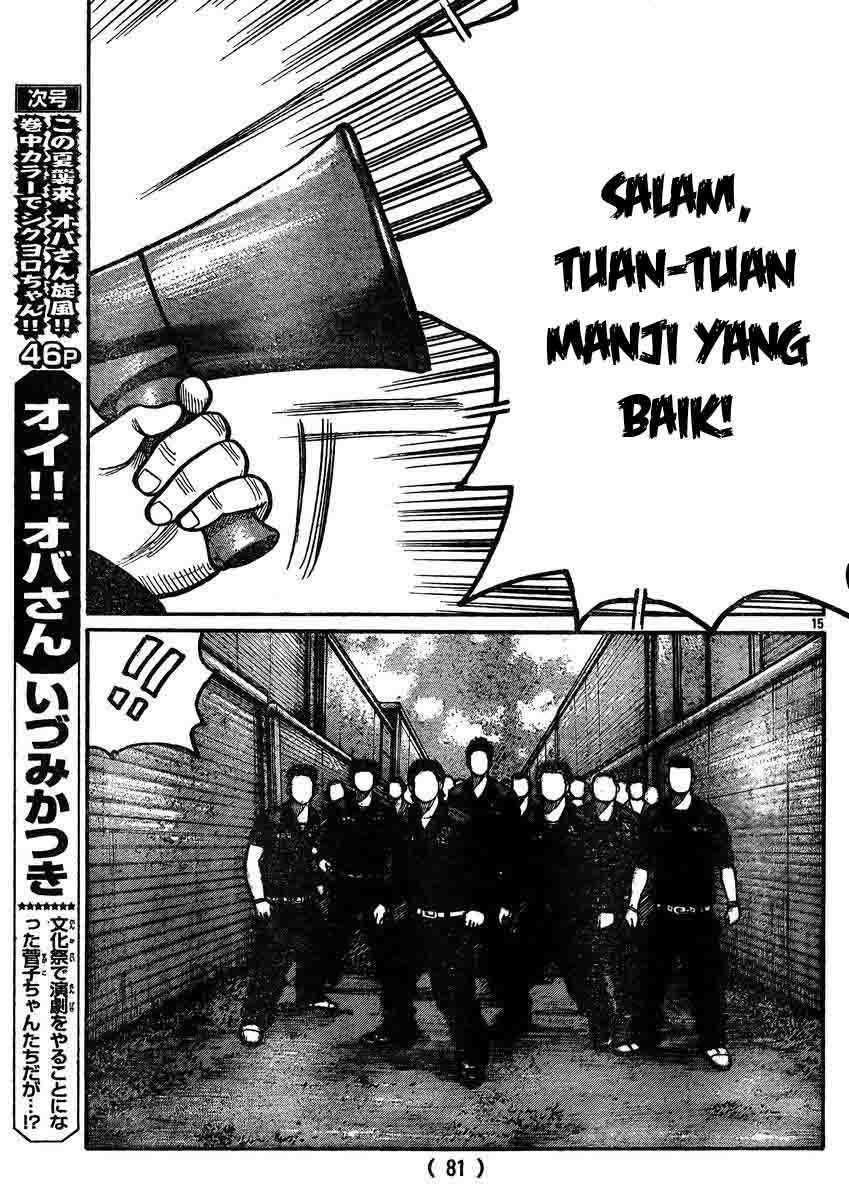 SALAM,
TUAN-TUAN
MANJI YANG
BAIK!
15
!!
次号
この夏襲来、オバさん旋風!!
巻中カラーでシクヨロちゃん!!
46P
オイ!! オバさん
いづみかつき
★★★★★★★
文化祭で演劇をやることにな
った菅子ちゃんたちだが…!?
( 81 )